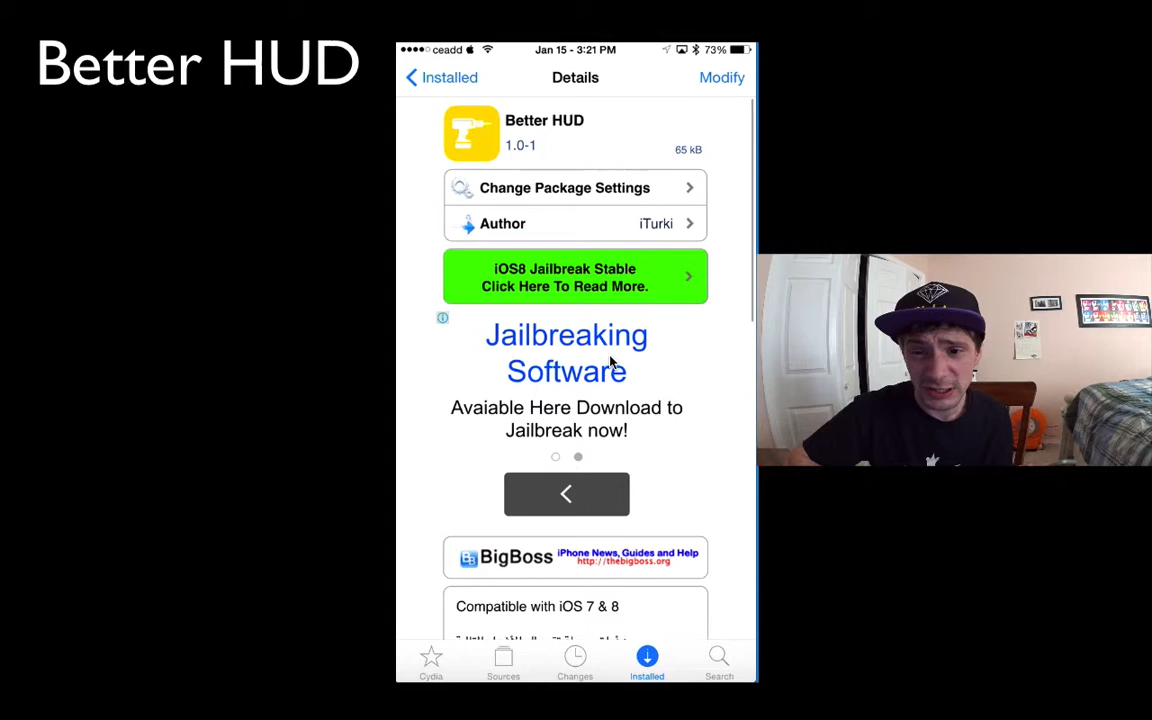 Better HUD
ceadd
Jan 15 - 3:21 PM
73%
Installed
Details
Modify
Better HUD
1.0-1
65 kB
Change Package Settings
Author
iTurki
iOS8 Jailbreak Stable
Click Here To Read More.
Jailbreaking
Software
Avaiable Here Download to
Jailbreak now!
BB
BigBoss
iPhone News, Guides and Help
http://thebigboss.org
Compatible with iOS 7 & 8
Cydia
Sources
Changes
Installed
Search